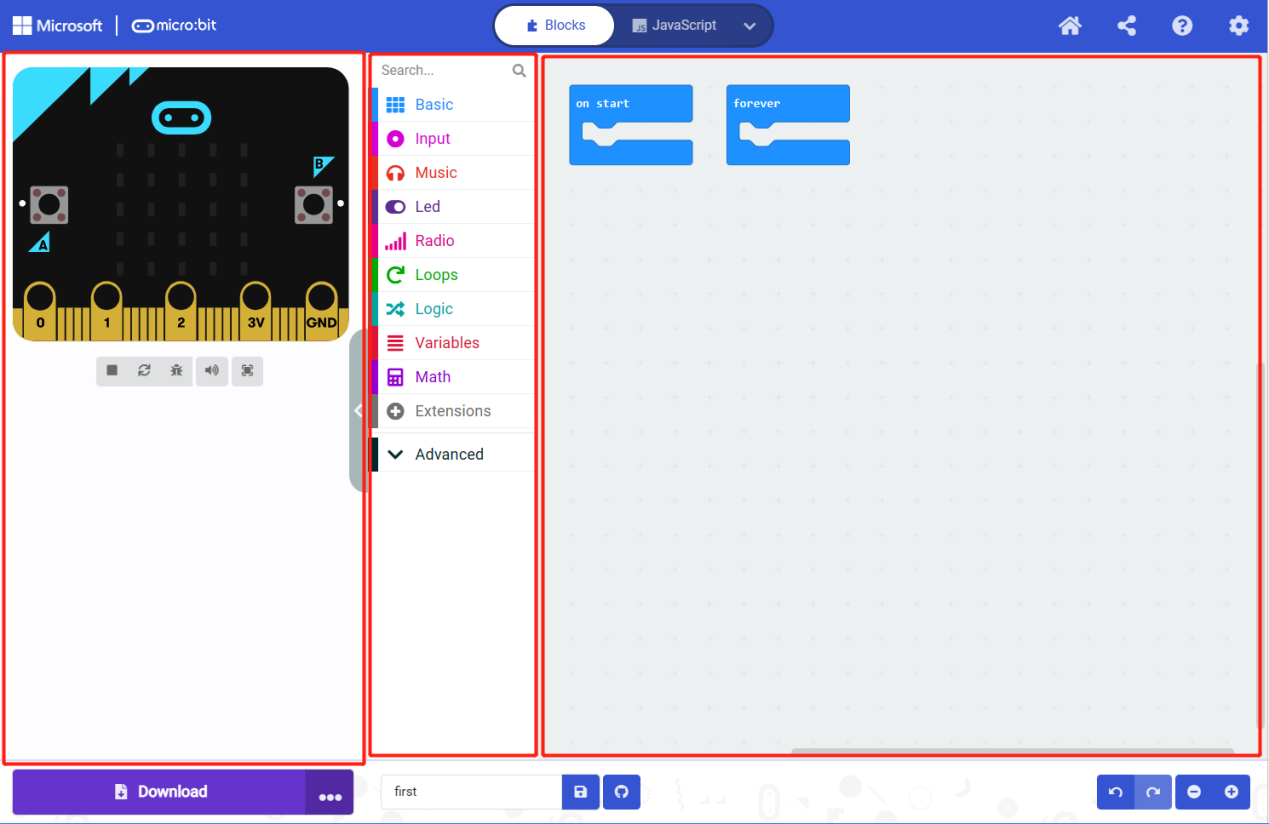 Microsoft micro:bit
Blocks
JavaScript
Search...
Basic
Input
Music
Led
Radio
Loops
Logic
Variables
Math
Extensions
Advanced
B
A
0 1 2 3V GND
on start
forever
Download
first